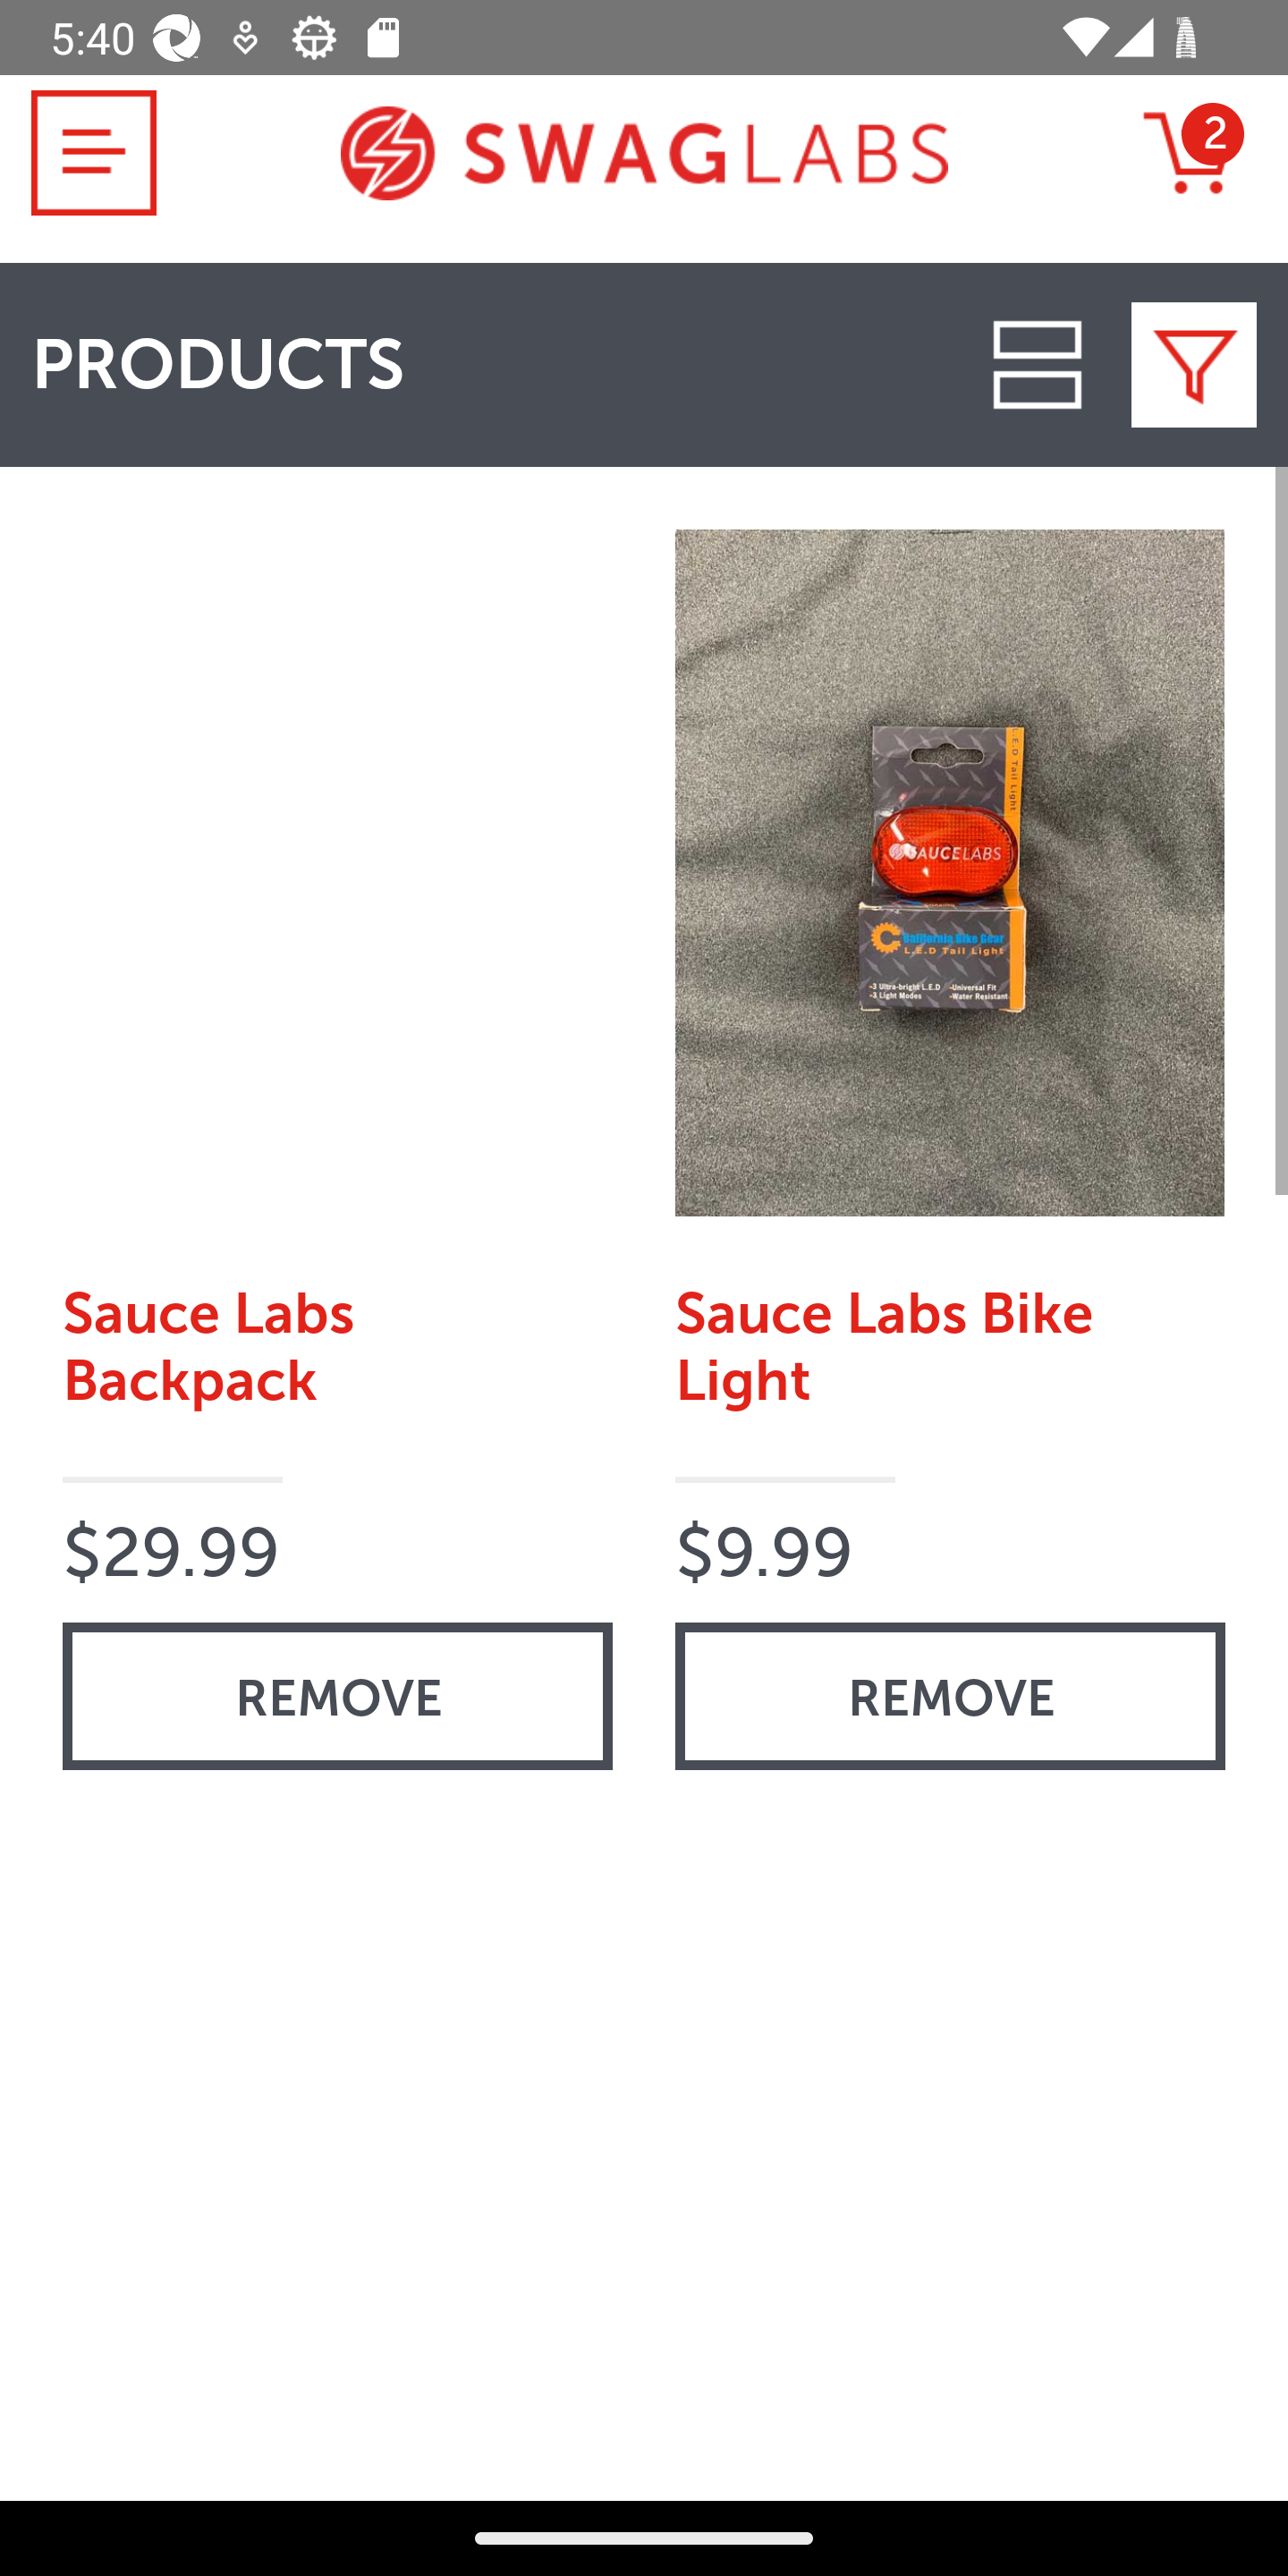 5:40
SWAGLABS
2
PRODUCTS
L.E.D Tail Light
SAUCELABS
California Bike Gear
L.E.D Tail Light
-3 Ultra-bright L.E.D -Universal Fit
-3 Light Modes -Water Resistant
Sauce Labs Backpack
Sauce Labs Bike Light
$29.99
$9.99
REMOVE
REMOVE